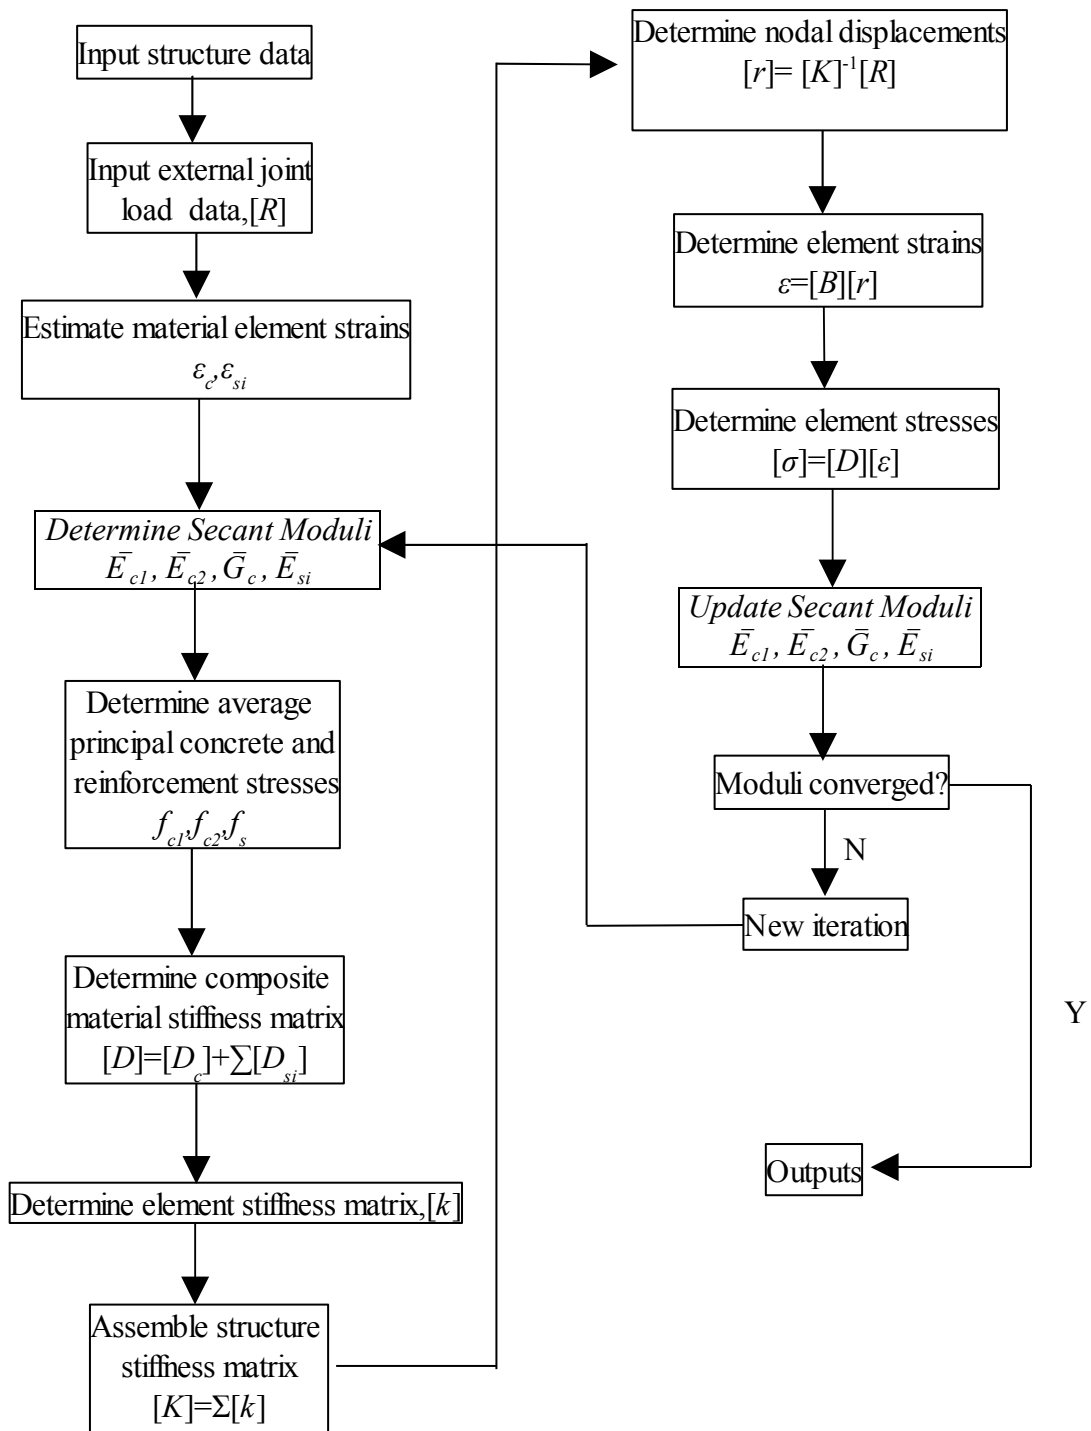 Input structure data
Input external joint
load data,[R]
Estimate material element strains
ε_c,ε_si
Determine Secant Moduli
Ē_c1, Ē_c2, Ḡ_c, Ē_si
Determine average
principal concrete and
reinforcement stresses
f_c1,f_c2,f_s
Determine composite
material stiffness matrix
[D]=[D_c]+∑[D_si]
Determine element stiffness matrix,[k]
Assemble structure
stiffness matrix
[K]=Σ[k]
Determine nodal displacements
[r]= [K]⁻¹[R]
Determine element strains
ε=[B][r]
Determine element stresses
[σ]=[D][ε]
Update Secant Moduli
Ē_c1, Ē_c2, Ḡ_c, Ē_si
Moduli converged?
N
New iteration
Y
Outputs